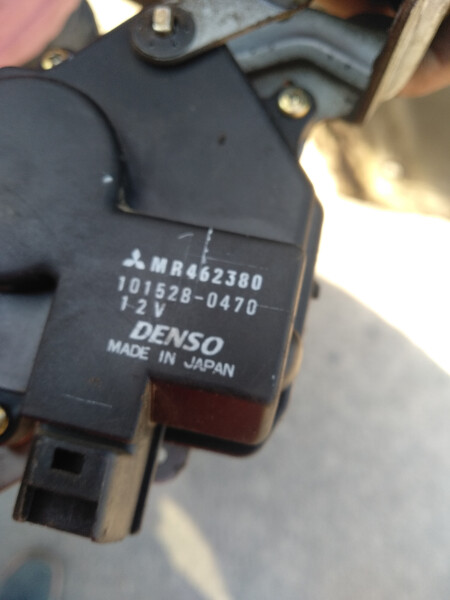 MR462380
101528-0470
12V
DENSO
MADE IN JAPAN